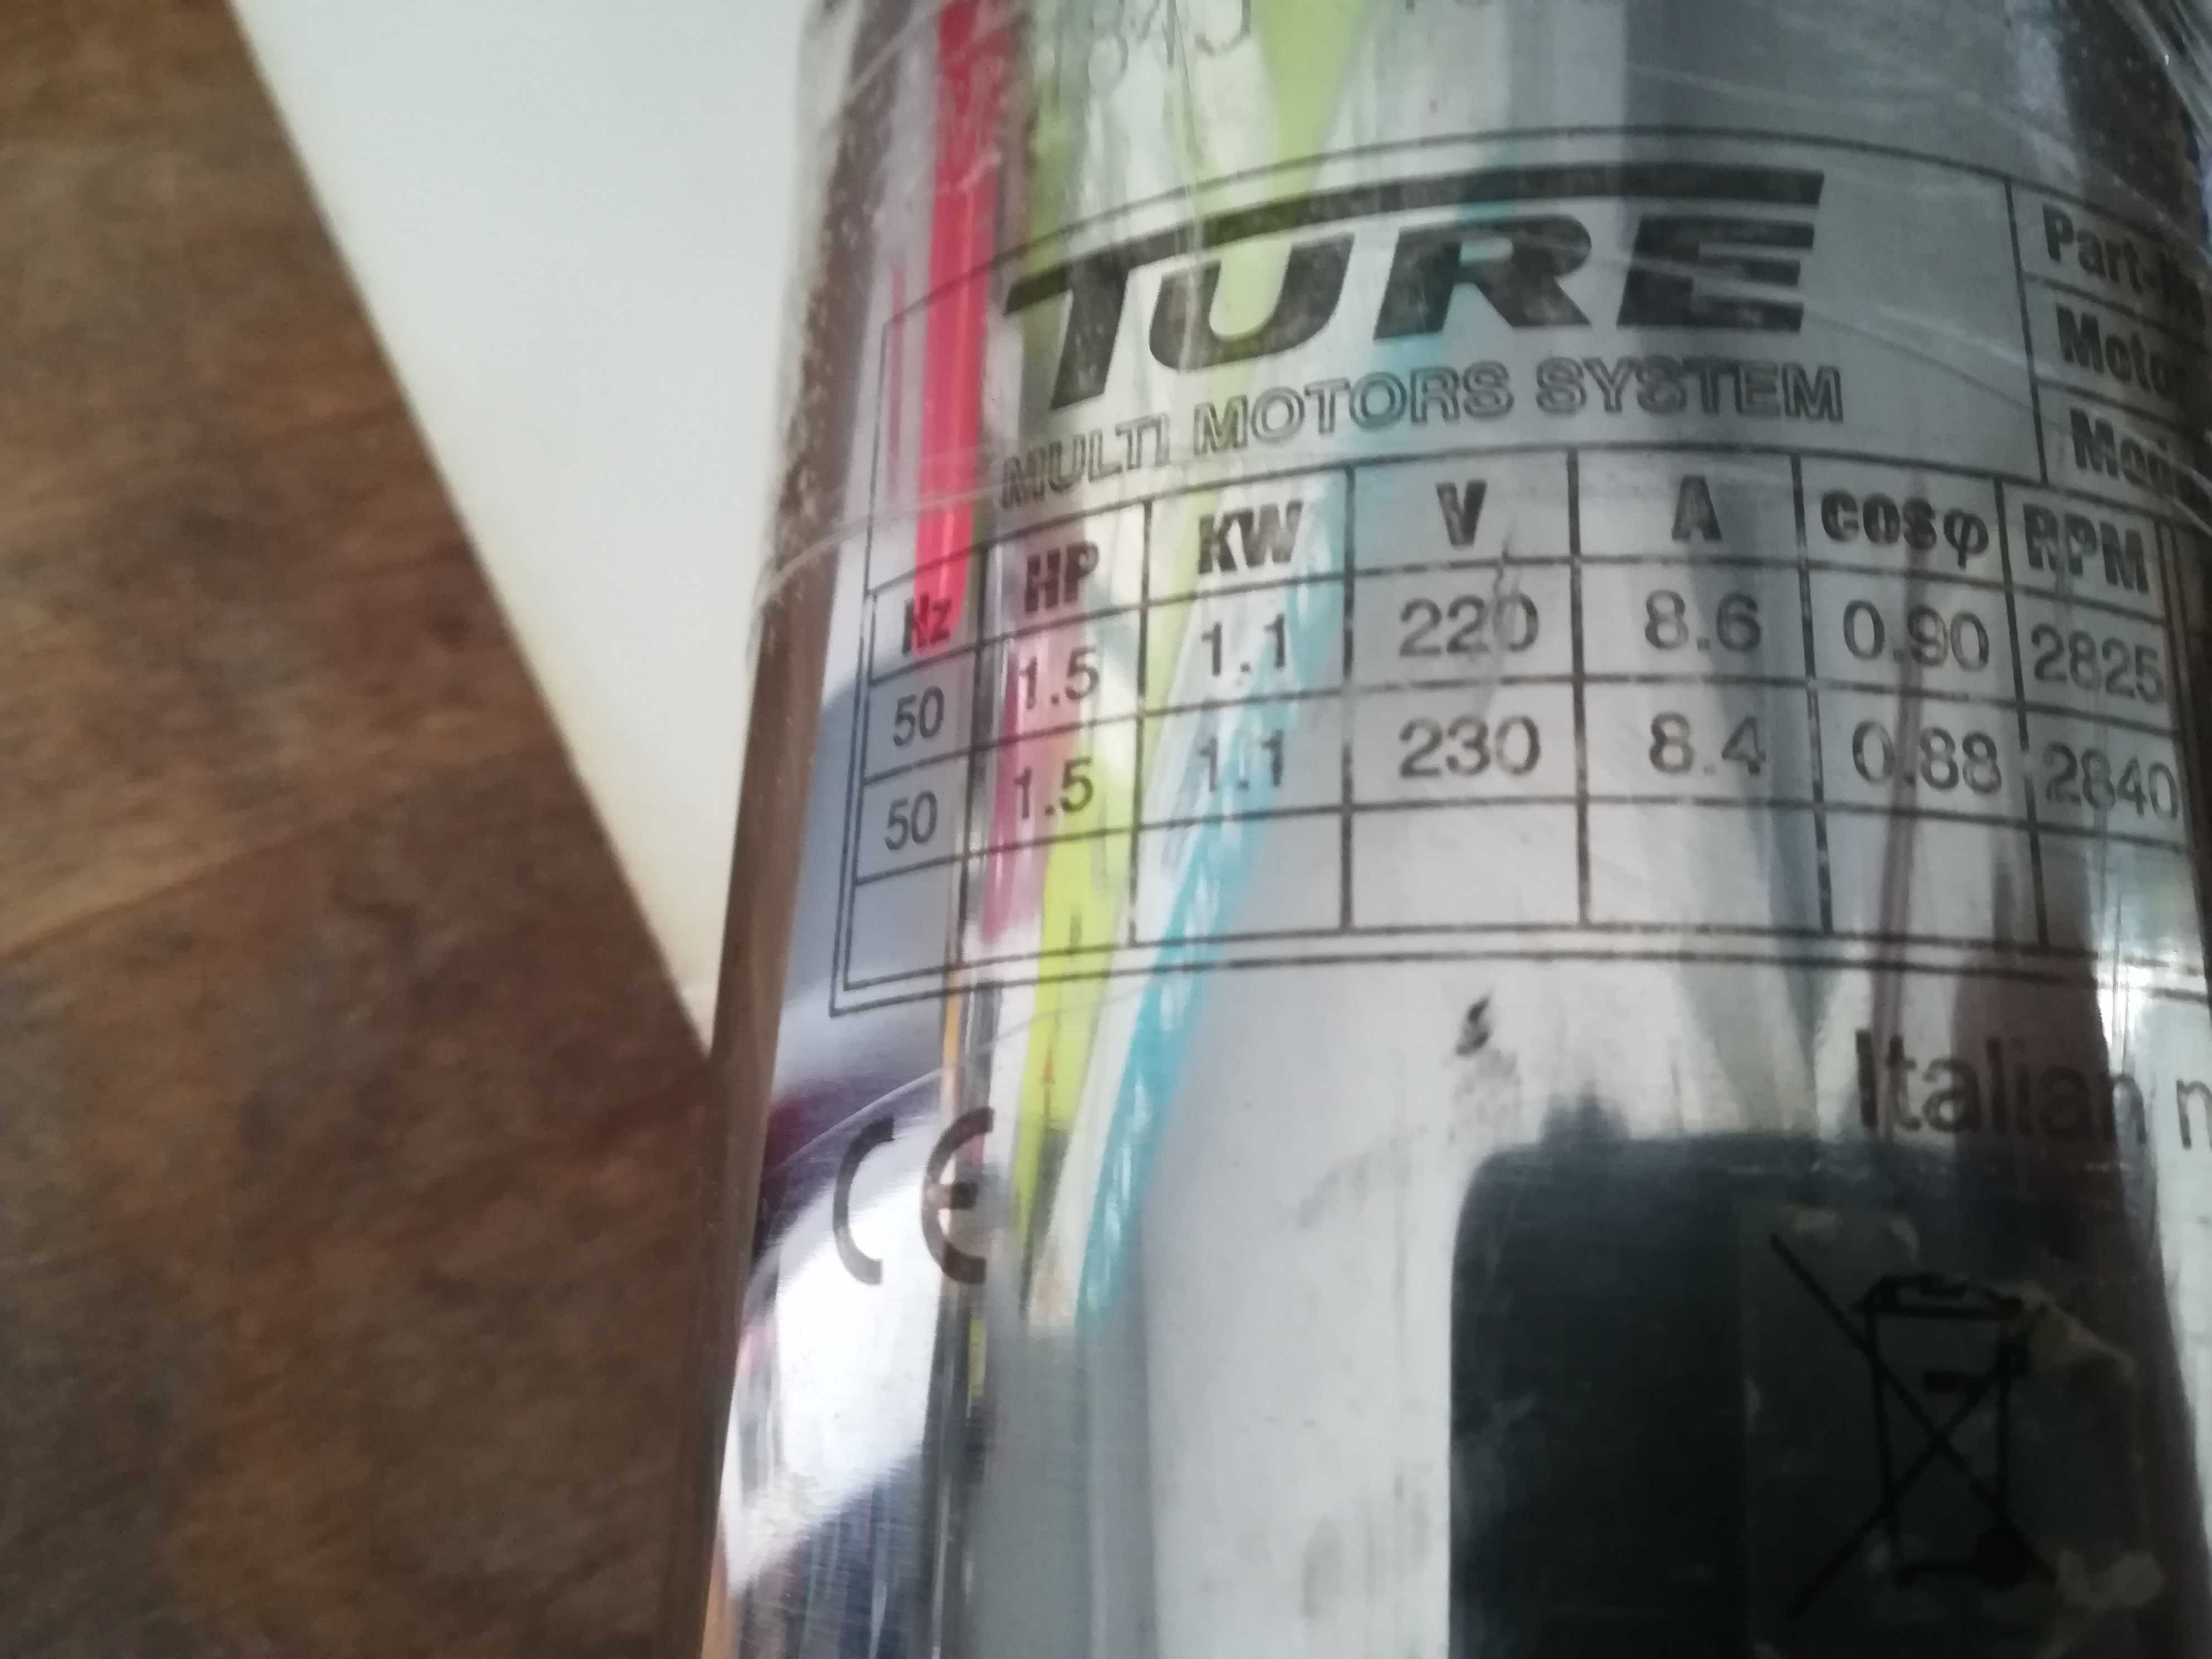 TURE
MULTI MOTORS SYSTEM
Hz HP KW V A cosφ RPM
50 1.5 1.1 220 8.6 0.90 2825
50 1.5 1.1 230 8.4 0.88 2840
CE
Italian